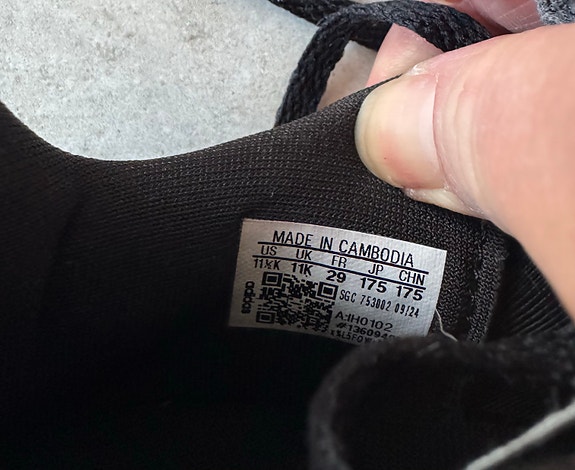 MADE IN CAMBODIA
US UK FR JP CHN
11½K 11K 29 175 175
SGC 753002 09/24
adidas
A:IH0102